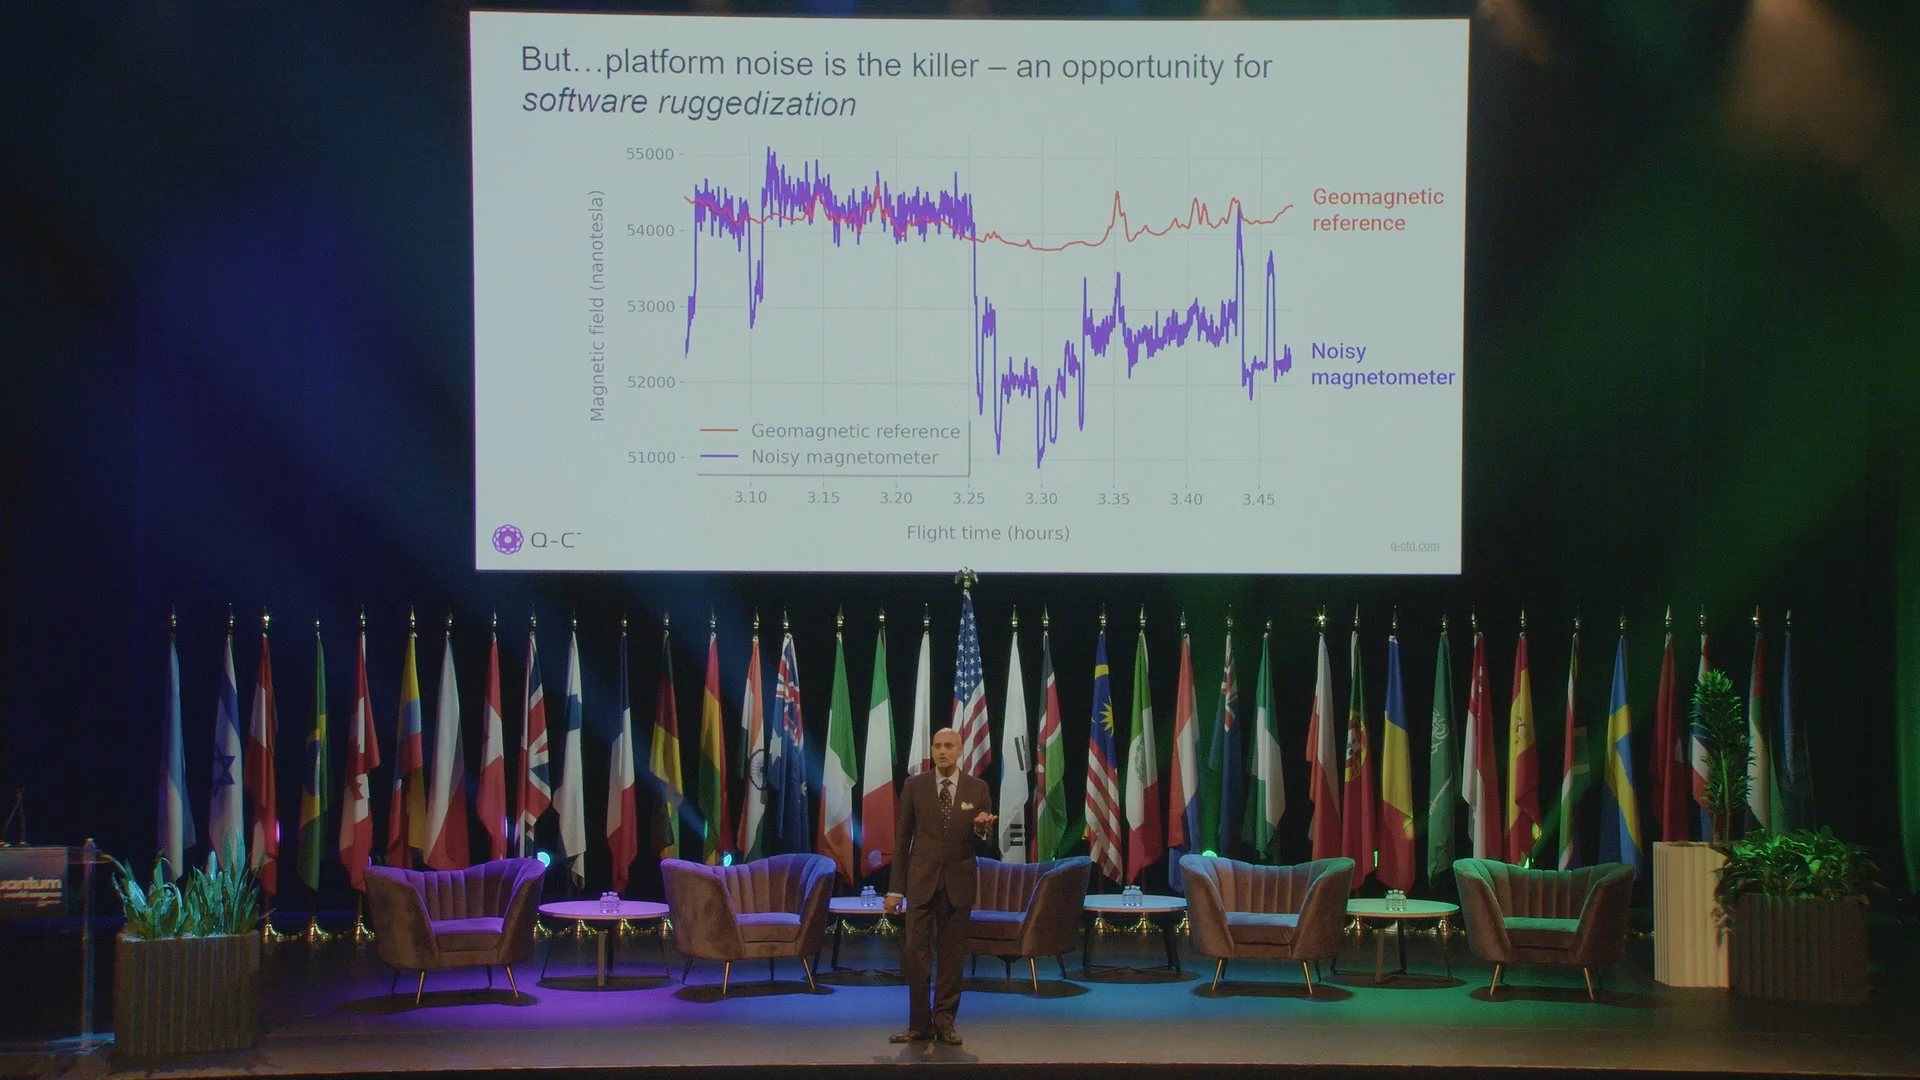 But…platform noise is the killer – an opportunity for
software ruggedization
55000
54000
53000
52000
51000
Magnetic field (nanotesla)
Geomagnetic
reference
Noisy
magnetometer
Geomagnetic reference
Noisy magnetometer
3.10 3.15 3.20 3.25 3.30 3.35 3.40 3.45
Flight time (hours)
Q-C
q-ctrl.com
uantum